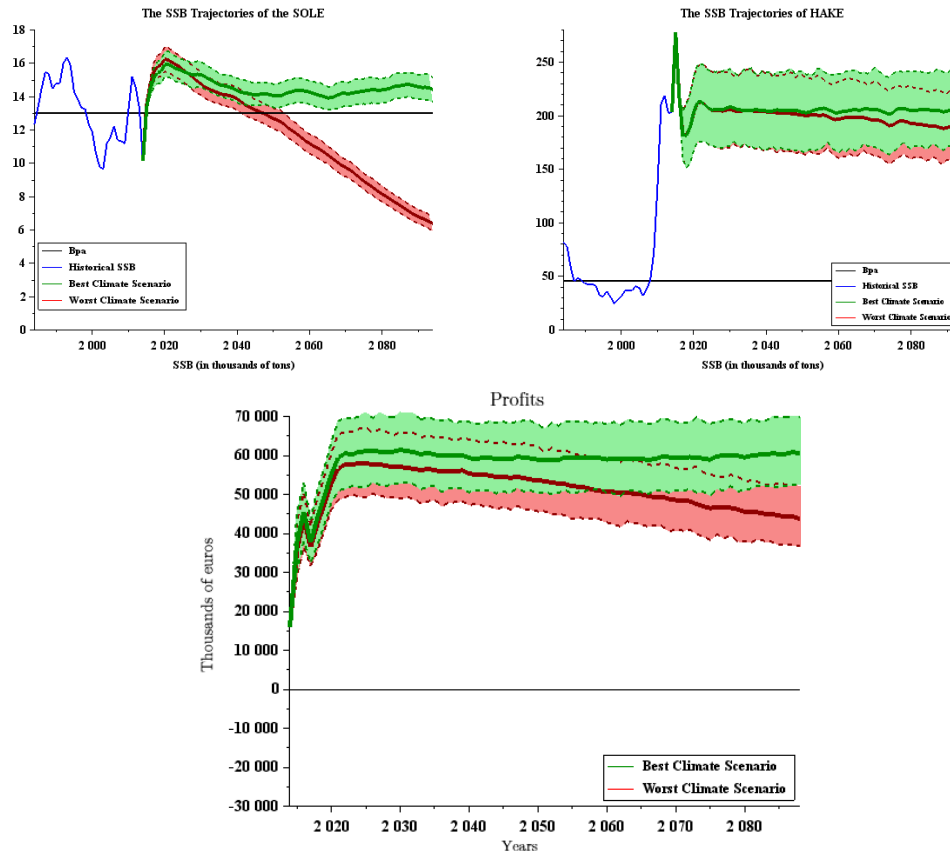 The SSB Trajectories of the SOLE
18
16
14
12
10
8
6
4
2
0
Bpa
Historical SSB
Best Climate Scenario
Worst Climate Scenario
2 000
2 020
2 040
2 060
2 080
SSB (in thousands of tons)
The SSB Trajectories of HAKE
250
200
150
100
50
0
Bpa
Historical SSB
Best Climate Scenario
Worst Climate Scenario
2 000
2 020
2 040
2 060
2 080
SSB (in thousands of tons)
Profits
Thousands of euros
70 000
60 000
50 000
40 000
30 000
20 000
10 000
0
-10 000
-20 000
-30 000
Best Climate Scenario
Worst Climate Scenario
2 020
2 030
2 040
2 050
2 060
2 070
2 080
Years